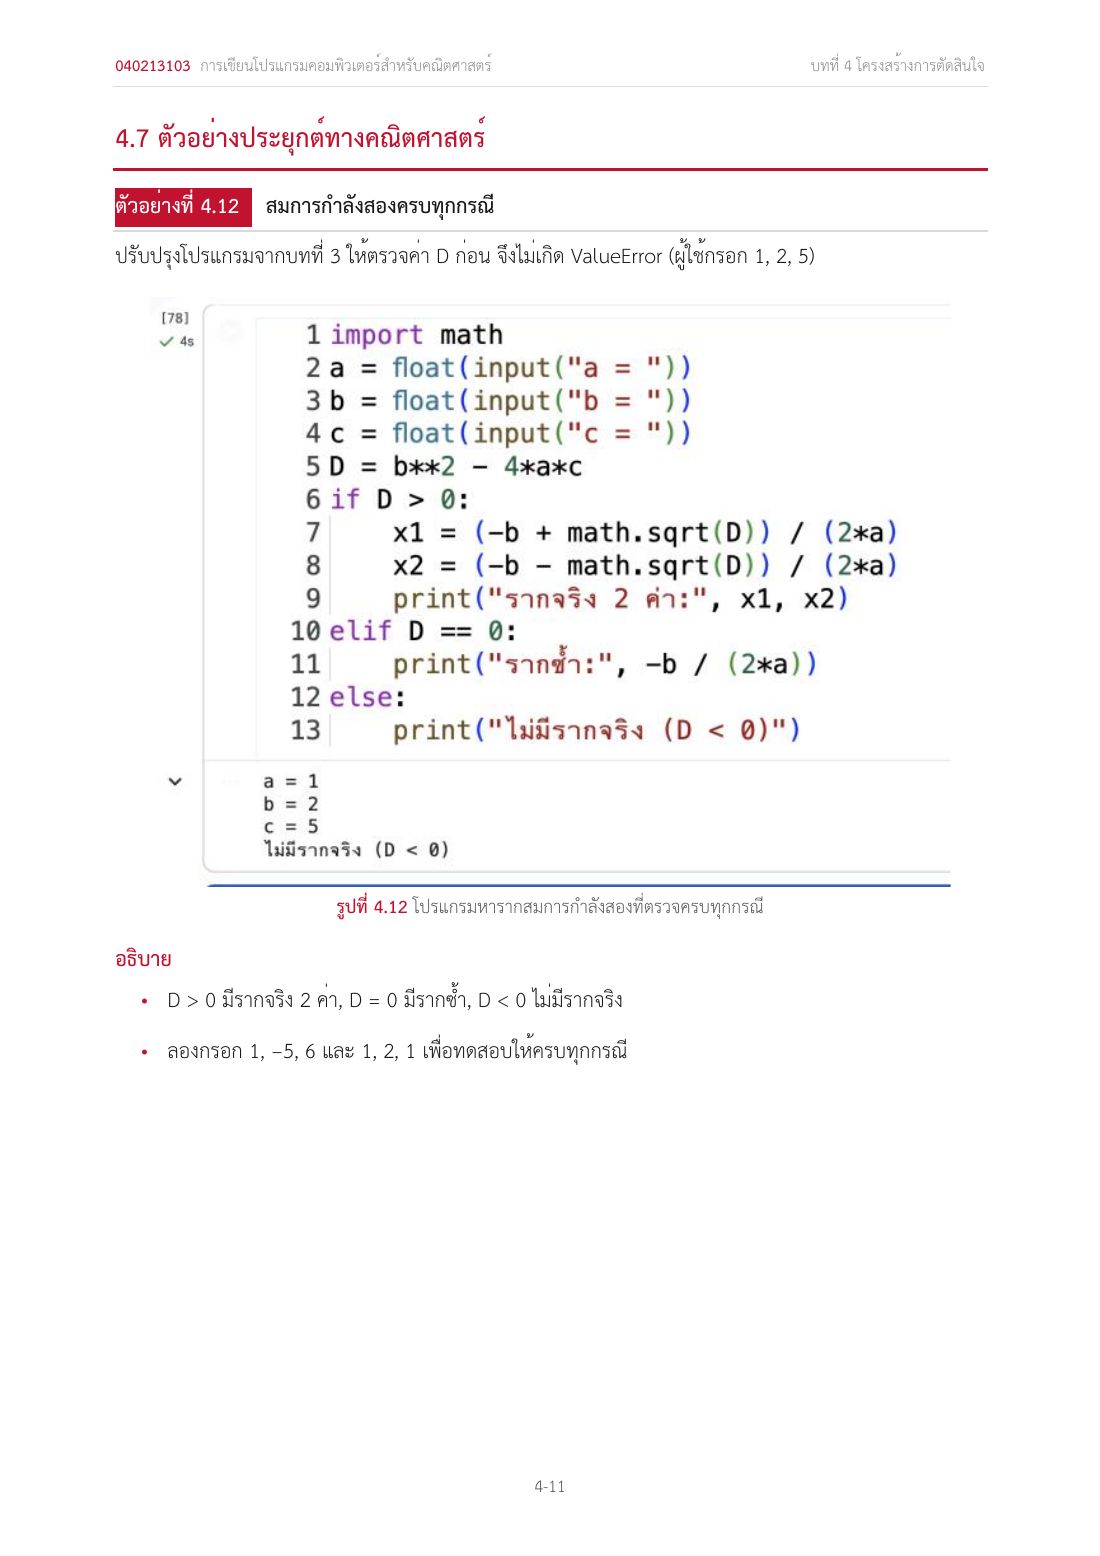 040213103 การเขียนโปรแกรมคอมพิวเตอร์สำหรับคณิตศาสตร์ บทที่ 4 โครงสร้างการตัดสินใจ
4.7 ตัวอย่างประยุกต์ทางคณิตศาสตร์
ตัวอย่างที่ 4.12 สมการกำลังสองครบทุกกรณี
ปรับปรุงโปรแกรมจากบทที่ 3 ให้ตรวจค่า D ก่อน จึงไม่เกิด ValueError (ผู้ใช้กรอก 1, 2, 5)
[78]
4s
1 import math
2 a = float(input("a = "))
3 b = float(input("b = "))
4 c = float(input("c = "))
5 D = b**2 - 4*a*c
6 if D > 0:
7     x1 = (-b + math.sqrt(D)) / (2*a)
8     x2 = (-b - math.sqrt(D)) / (2*a)
9     print("รากจริง 2 ค่า:", x1, x2)
10 elif D == 0:
11     print("รากซ้ำ:", -b / (2*a))
12 else:
13     print("ไม่มีรากจริง (D < 0)")
a = 1
b = 2
c = 5
ไม่มีรากจริง (D < 0)
รูปที่ 4.12 โปรแกรมหารากสมการกำลังสองที่ตรวจครบทุกกรณี
อธิบาย
• D > 0 มีรากจริง 2 ค่า, D = 0 มีรากซ้ำ, D < 0 ไม่มีรากจริง
• ลองกรอก 1, –5, 6 และ 1, 2, 1 เพื่อทดสอบให้ครบทุกกรณี
4-11